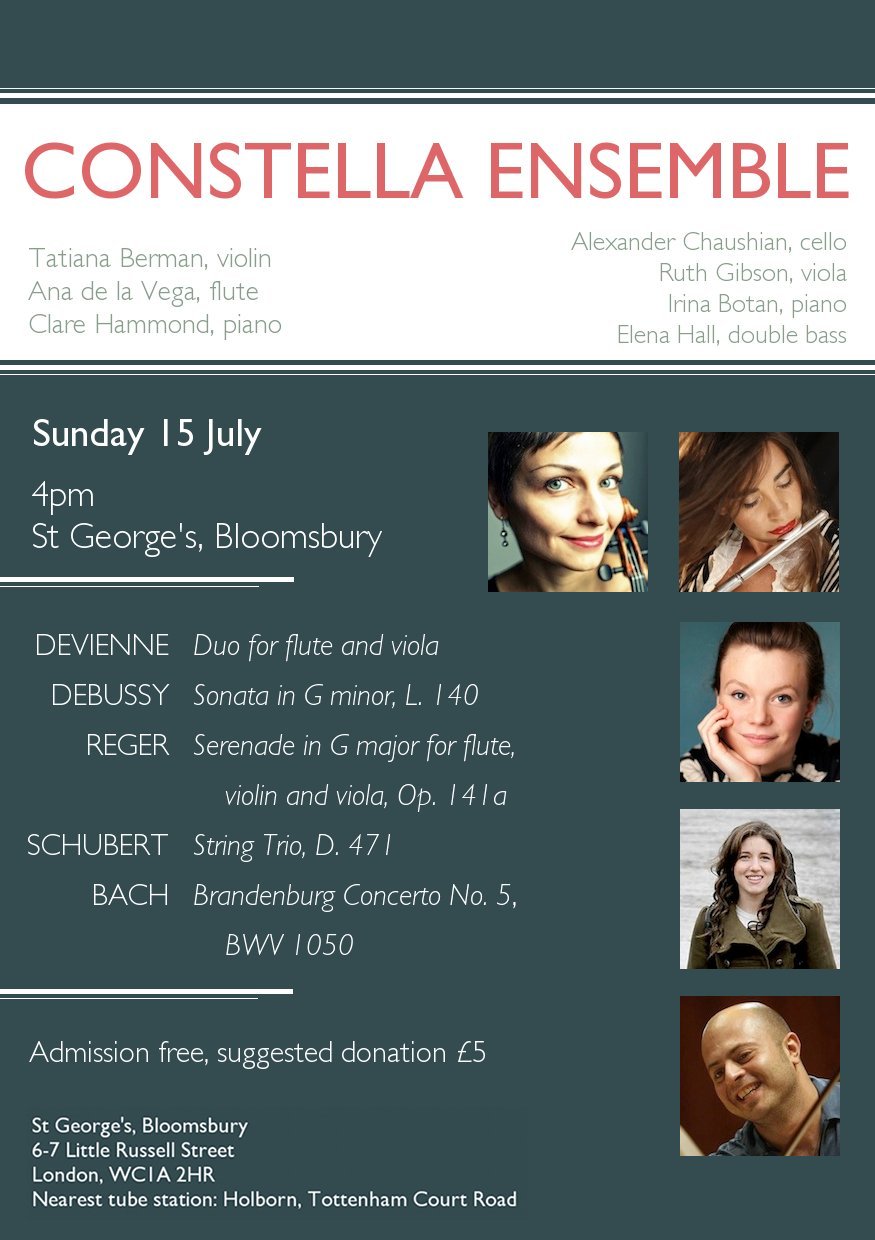 CONSTELLA ENSEMBLE
Tatiana Berman, violin
Ana de la Vega, flute
Clare Hammond, piano
Alexander Chaushian, cello
Ruth Gibson, viola
Irina Botan, piano
Elena Hall, double bass
Sunday 15 July
4pm
St George's, Bloomsbury
DEVIENNE Duo for flute and viola
DEBUSSY Sonata in G minor, L. 140
REGER Serenade in G major for flute,
violin and viola, Op. 141a
SCHUBERT String Trio, D. 471
BACH Brandenburg Concerto No. 5,
BWV 1050
Admission free, suggested donation £5
St George's, Bloomsbury
6-7 Little Russell Street
London, WC1A 2HR
Nearest tube station: Holborn, Tottenham Court Road